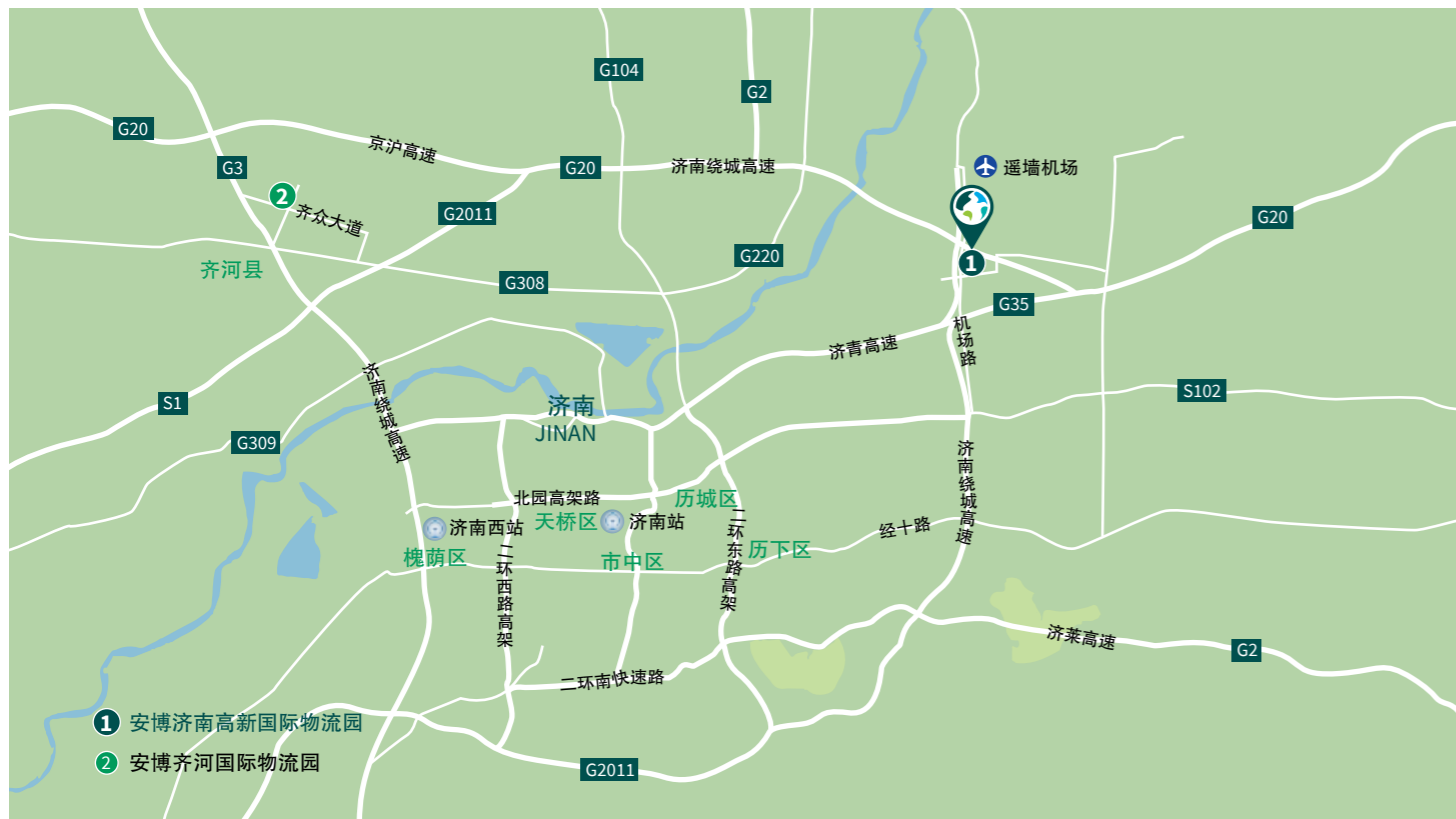 G104
G2
G20
京沪高速
G3
G20
济南绕城高速
遥墙机场
2
齐众大道
G2011
G20
齐河县
G220
1
G308
G35
机场路
济青高速
济南绕城高速
S1
济南
JINAN
S102
G309
济南绕城高速
北园高架路
历城区
济南西站
天桥区
济南站
二环东路高架
经十路
槐荫区
市中区
历下区
二环西路高架
济莱高速
G2
二环南快速路
1 安博济南高新国际物流园
2 安博齐河国际物流园
G2011